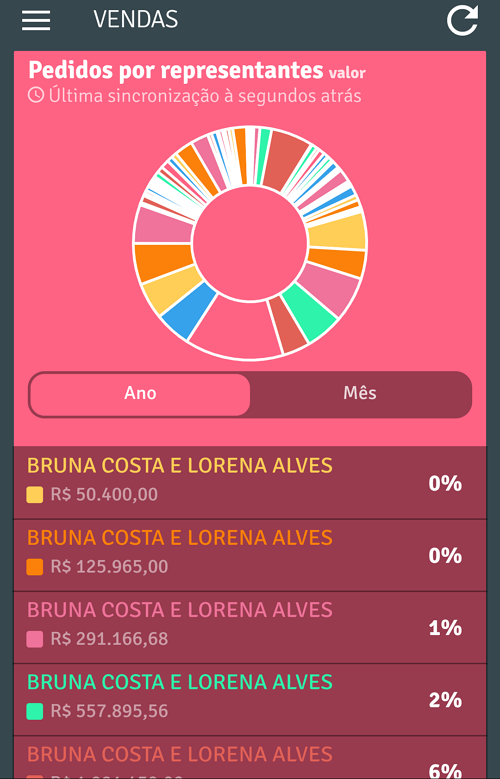 VENDAS
Pedidos por representantes valor
Última sincronização à segundos atrás
Ano
Mês
BRUNA COSTA E LORENA ALVES
R$ 50.400,00
0%
BRUNA COSTA E LORENA ALVES
R$ 125.965,00
0%
BRUNA COSTA E LORENA ALVES
R$ 291.166,68
1%
BRUNA COSTA E LORENA ALVES
R$ 557.895,56
2%
BRUNA COSTA E LORENA ALVES
6%